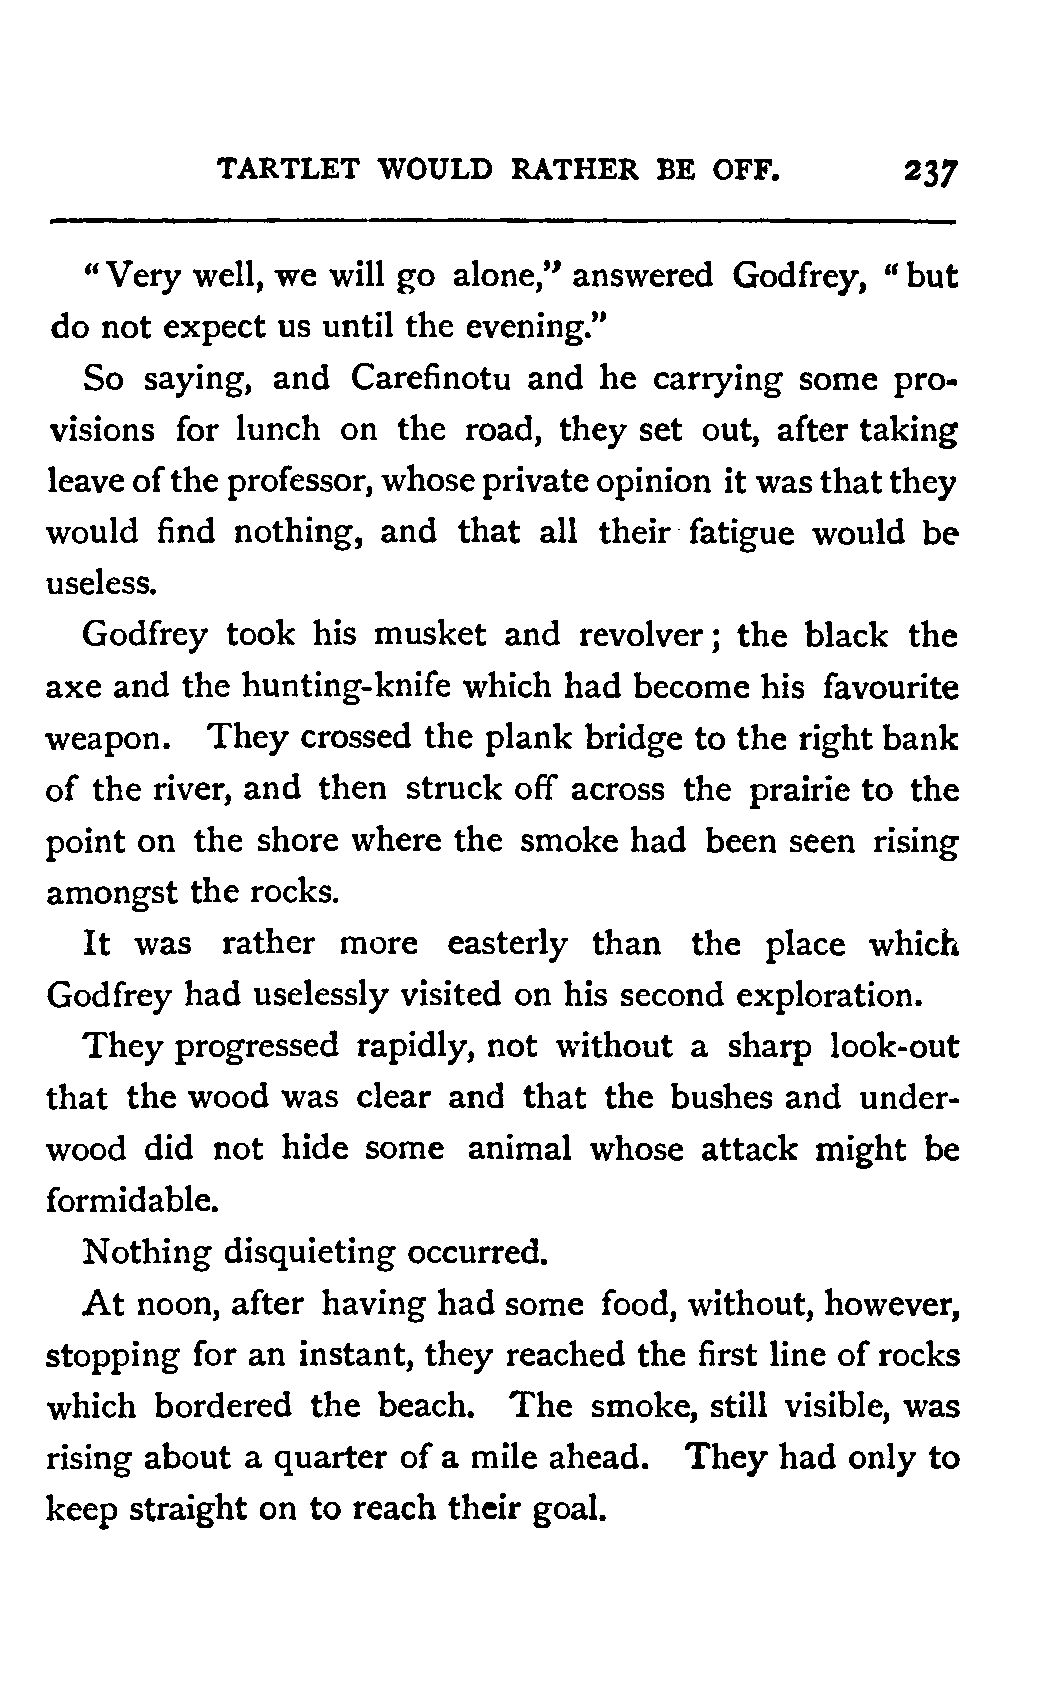 TARTLET WOULD RATHER BE OFF. 237
“Very well, we will go alone,” answered Godfrey, “but
do not expect us until the evening.”
So saying, and Carefinotu and he carrying some pro-
visions for lunch on the road, they set out, after taking
leave of the professor, whose private opinion it was that they
would find nothing, and that all their fatigue would be
useless.
Godfrey took his musket and revolver; the black the
axe and the hunting-knife which had become his favourite
weapon. They crossed the plank bridge to the right bank
of the river, and then struck off across the prairie to the
point on the shore where the smoke had been seen rising
amongst the rocks.
It was rather more easterly than the place which
Godfrey had uselessly visited on his second exploration.
They progressed rapidly, not without a sharp look-out
that the wood was clear and that the bushes and under-
wood did not hide some animal whose attack might be
formidable.
Nothing disquieting occurred.
At noon, after having had some food, without, however,
stopping for an instant, they reached the first line of rocks
which bordered the beach. The smoke, still visible, was
rising about a quarter of a mile ahead. They had only to
keep straight on to reach their goal.